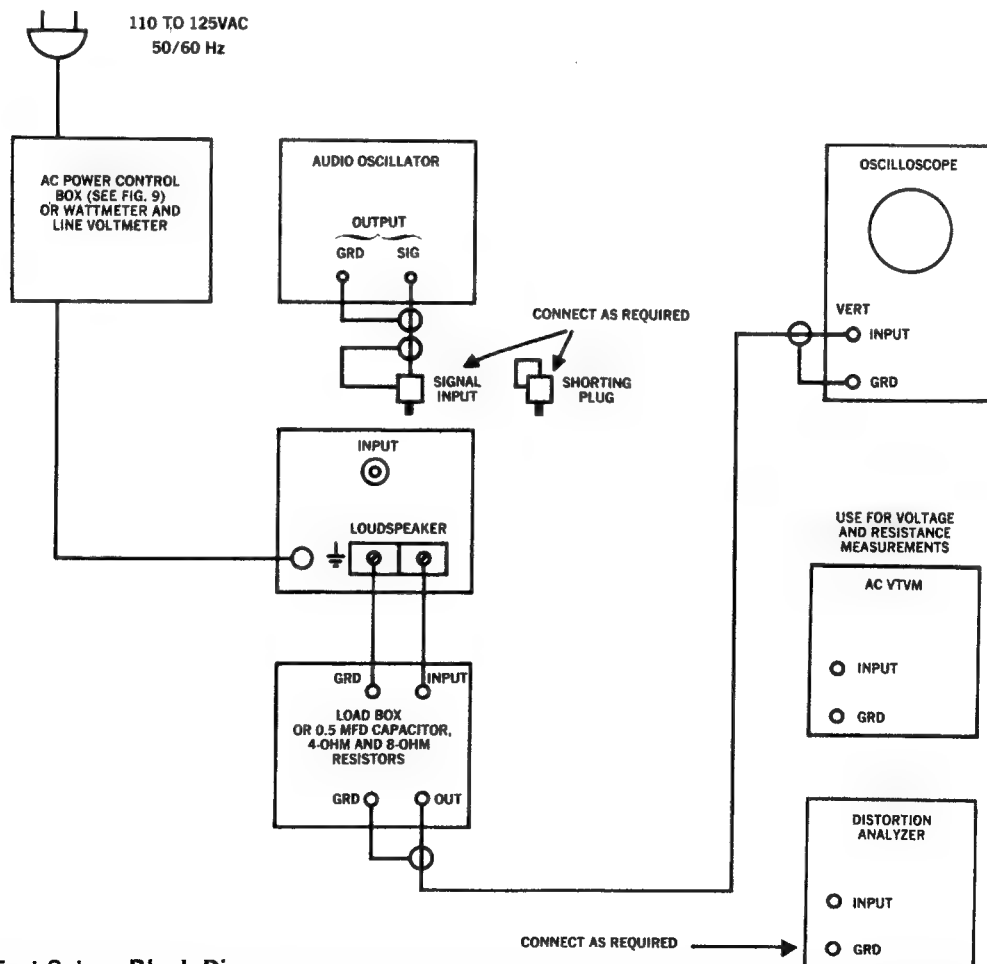 110 TO 125VAC
50/60 Hz
AC POWER CONTROL
BOX (SEE FIG. 9)
OR WATTMETER AND
LINE VOLTMETER
AUDIO OSCILLATOR
OUTPUT
GRD SIG
CONNECT AS REQUIRED
SIGNAL
INPUT
SHORTING
PLUG
OSCILLOSCOPE
VERT
INPUT
GRD
INPUT
LOUDSPEAKER
USE FOR VOLTAGE
AND RESISTANCE
MEASUREMENTS
AC VTVM
INPUT
GRD
GRD INPUT
LOAD BOX
OR 0.5 MFD CAPACITOR,
4-OHM AND 8-OHM
RESISTORS
GRD OUT
DISTORTION
ANALYZER
INPUT
GRD
CONNECT AS REQUIRED